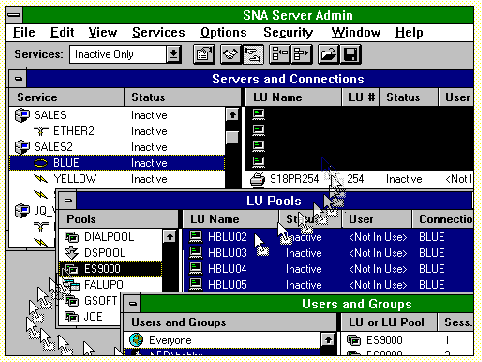 SNA Server Admin
File Edit View Services Options Security Window Help
Services: Inactive Only
Servers and Connections
Service Status LU Name LU # Status User
SALES Inactve
ETHER2 Inactve
SALES2 Inactve
BLUE Inactve
YELLOW Inactve S18PR254 254 Inactive <Not I
LU Pools
JQ_V
Pools LU Name Status User Connection
DIALPOOL HBLU02 Inactive <Not In Use> BLUE
DSPOOL HBLU03 Inactive <Not In Use> BLUE
ES9000 HBLU04 Inactive <Not In Use> BLUE
FALUPO HBLU05 Inactive <Not In Use> BLUE
GSOFT
JCE
Users and Groups
Users and Groups LU or LU Pool Sess.
Everyone ES9000 1